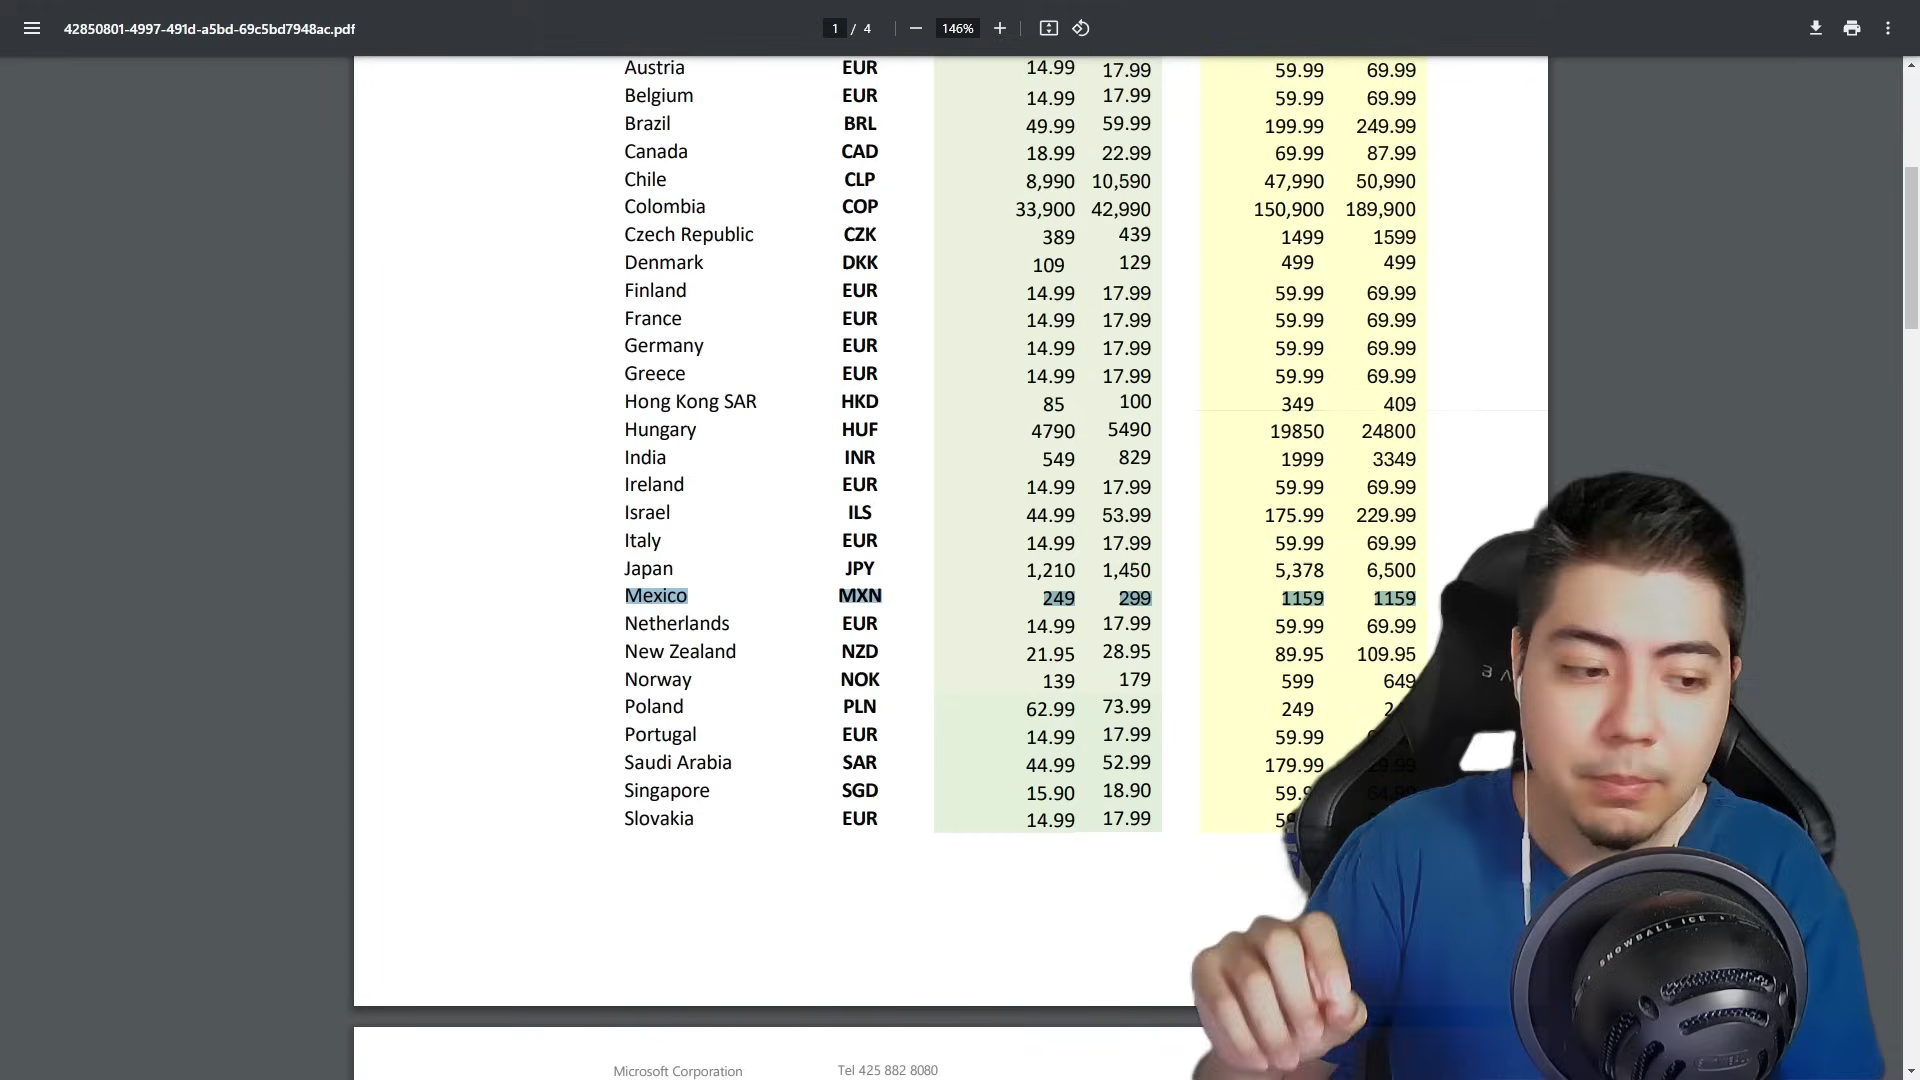 42850801-4997-491d-a5bd-69c5bd7948ac.pdf 1 / 4 146%
Austria EUR 14.99 17.99 59.99 69.99
Belgium EUR 14.99 17.99 59.99 69.99
Brazil BRL 49.99 59.99 199.99 249.99
Canada CAD 18.99 22.99 69.99 87.99
Chile CLP 8,990 10,590 47,990 50,990
Colombia COP 33,900 42,990 150,900 189,900
Czech Republic CZK 389 439 1499 1599
Denmark DKK 109 129 499 499
Finland EUR 14.99 17.99 59.99 69.99
France EUR 14.99 17.99 59.99 69.99
Germany EUR 14.99 17.99 59.99 69.99
Greece EUR 14.99 17.99 59.99 69.99
Hong Kong SAR HKD 85 100 349 409
Hungary HUF 4790 5490 19850 24800
India INR 549 829 1999 3349
Ireland EUR 14.99 17.99 59.99 69.99
Israel ILS 44.99 53.99 175.99 229.99
Italy EUR 14.99 17.99 59.99 69.99
Japan JPY 1,210 1,450 5,378 6,500
Mexico MXN 249 299 1159 1159
Netherlands EUR 14.99 17.99 59.99 69.99
New Zealand NZD 21.95 28.95 89.95 109.95
Norway NOK 139 179 599 649
Poland PLN 62.99 73.99 249
Portugal EUR 14.99 17.99 59.99
Saudi Arabia SAR 44.99 52.99 179.99
Singapore SGD 15.90 18.90
Slovakia EUR 14.99 17.99
SNOWBALL ICE
Microsoft Corporation Tel 425 882 8080